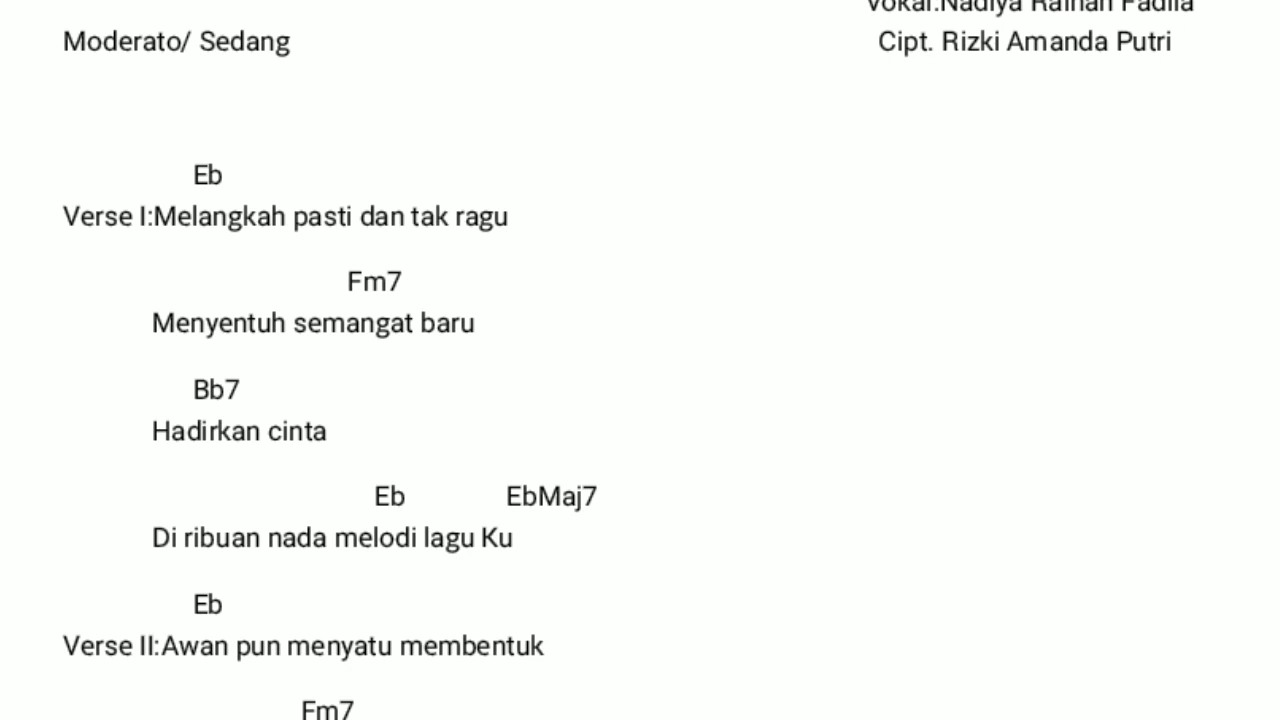 Vokal:Nadiya Raihan Fadila
Moderato/ Sedang
Cipt. Rizki Amanda Putri
Eb
Verse I:Melangkah pasti dan tak ragu
Fm7
Menyentuh semangat baru
Bb7
Hadirkan cinta
Eb EbMaj7
Di ribuan nada melodi lagu Ku
Eb
Verse II:Awan pun menyatu membentuk
Fm7